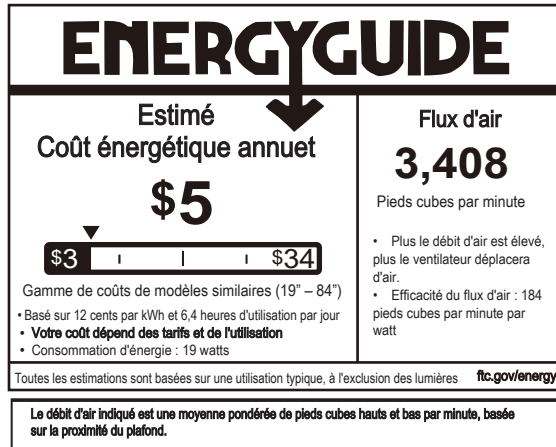 ENERGYGUIDE
Estimé
Coût énergétique annuet
$5
$3
$34
Gamme de coûts de modèles similaires (19” – 84”)
• Basé sur 12 cents par kWh et 6,4 heures d'utilisation par jour
• Votre coût dépend des tarifs et de l'utilisation
• Consommation d'énergie : 19 watts
Flux d'air
3,408
Pieds cubes par minute
• Plus le débit d'air est élevé,
plus le ventilateur déplacera
d'air.
• Efficacité du flux d'air : 184
pieds cubes par minute par
watt
Toutes les estimations sont basées sur une utilisation typique, à l'exclusion des lumières
ftc.gov/energy
Le débit d'air indiqué est une moyenne pondérée de pieds cubes hauts et bas par minute, basée
sur la proximité du plafond.